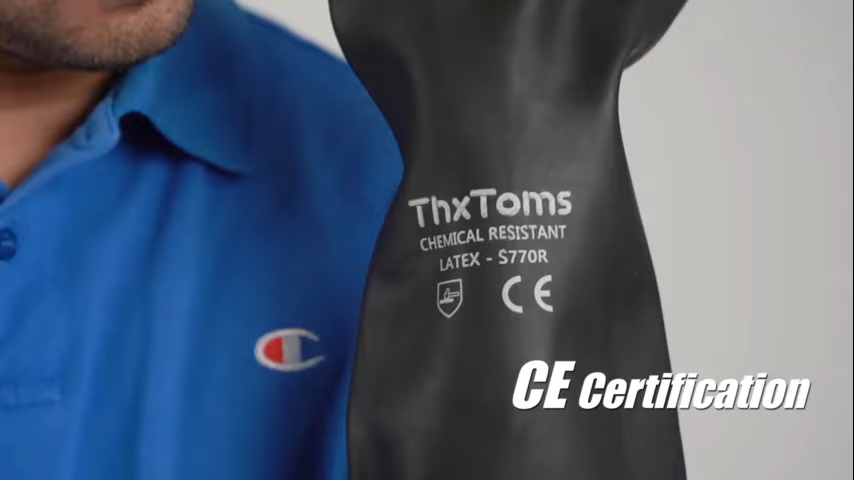 ThxToms
CHEMICAL RESISTANT
LATEX - S770R
CE
CE Certification